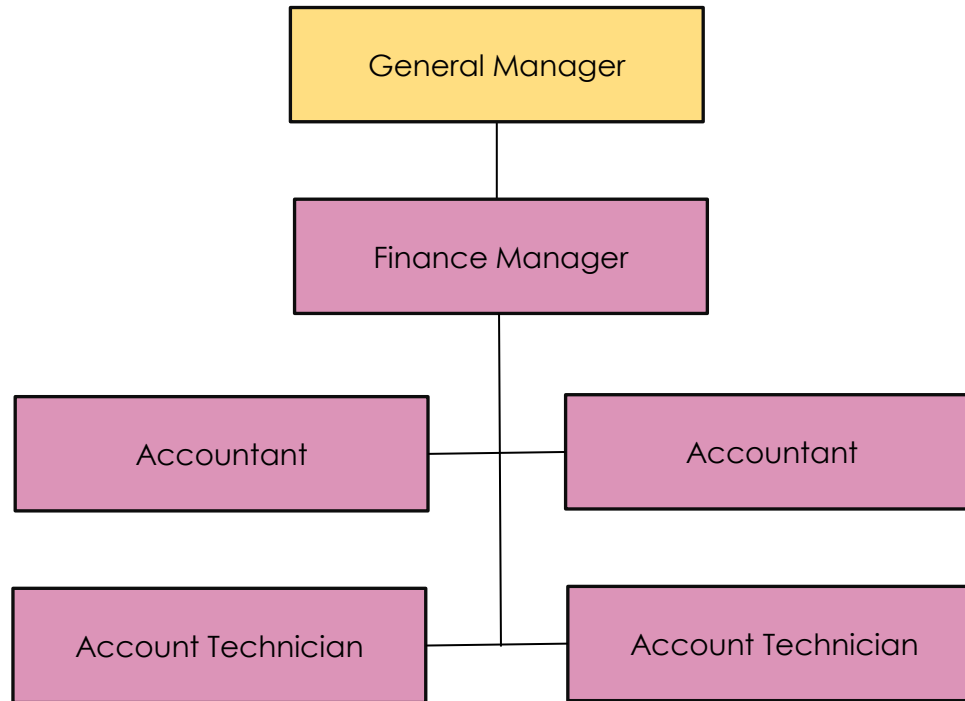 General Manager
Finance Manager
Accountant
Accountant
Account Technician
Account Technician